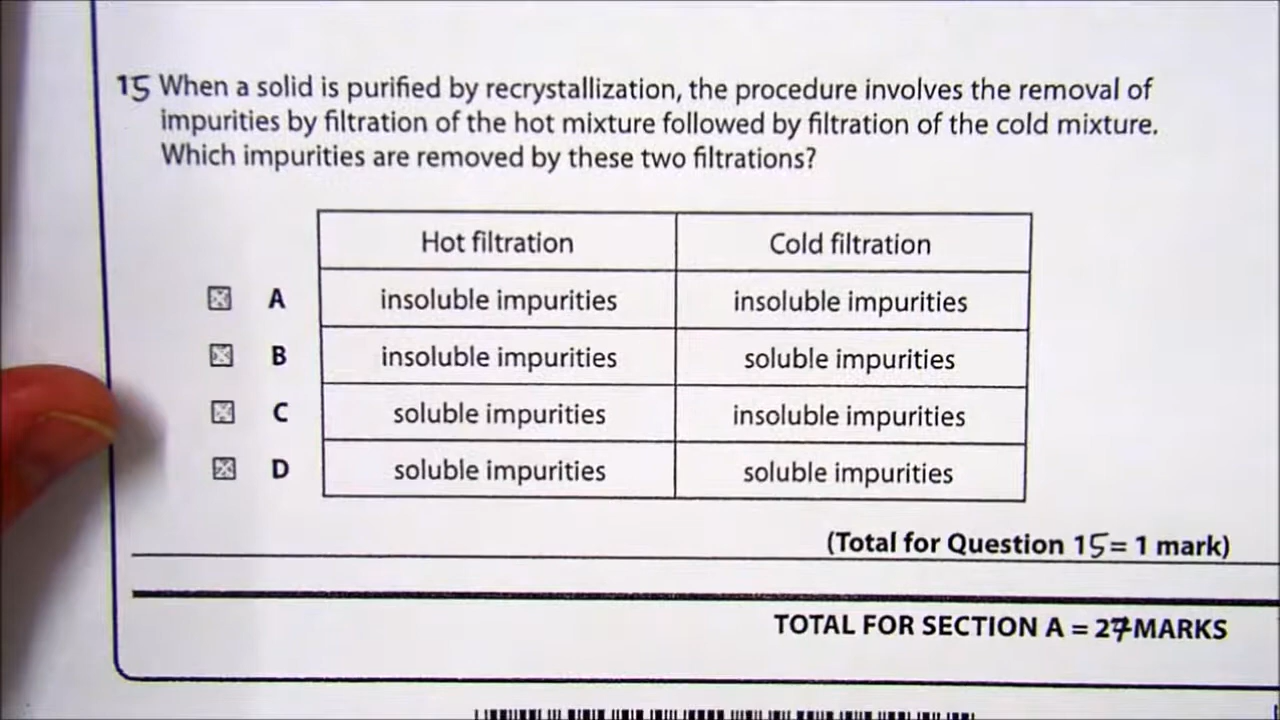 15 When a solid is purified by recrystallization, the procedure involves the removal of
impurities by filtration of the hot mixture followed by filtration of the cold mixture.
Which impurities are removed by these two filtrations?
Hot filtration Cold filtration
A insoluble impurities insoluble impurities
B insoluble impurities soluble impurities
C soluble impurities insoluble impurities
D soluble impurities soluble impurities
(Total for Question 15 = 1 mark)
TOTAL FOR SECTION A = 27 MARKS